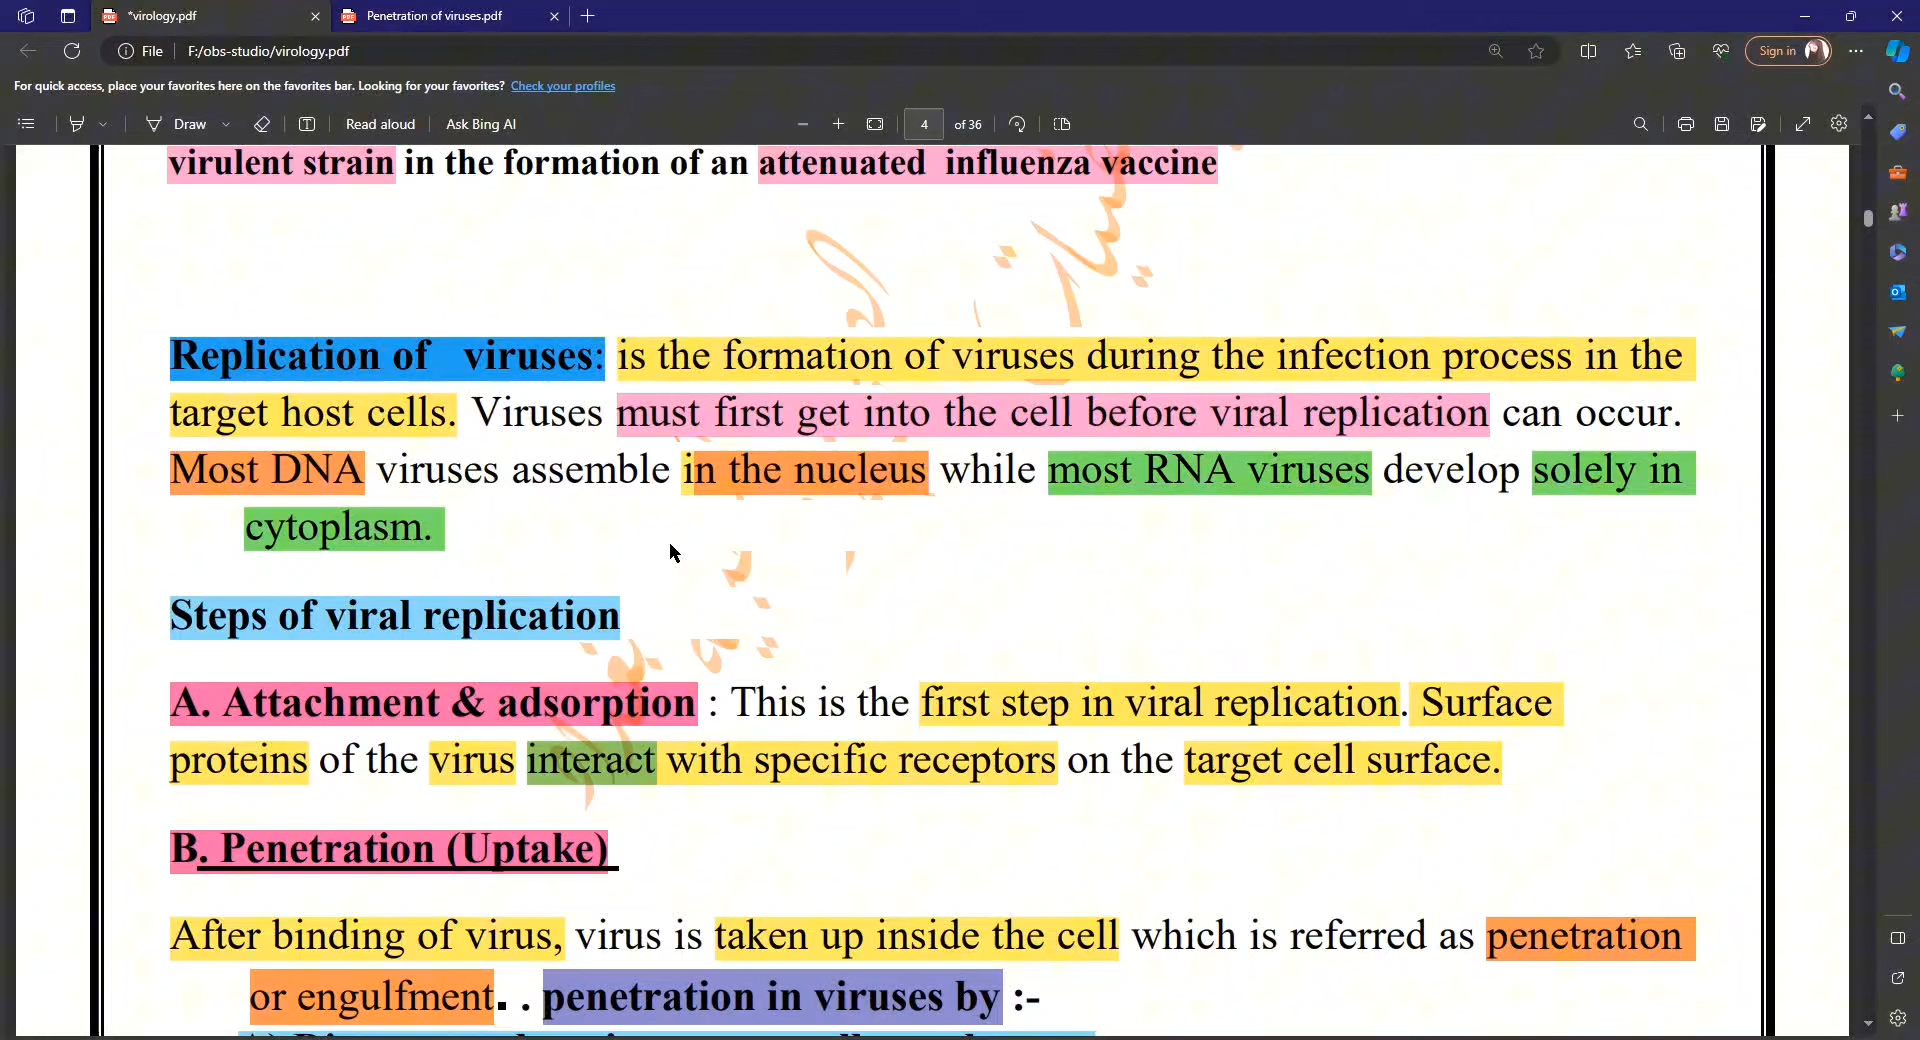 *virology.pdf
Penetration of viruses.pdf
File
F:/obs-studio/virology.pdf
Sign in
For quick access, place your favorites here on the favorites bar. Looking for your favorites? Check your profiles
Draw
Read aloud
Ask Bing AI
4 of 36
virulent strain in the formation of an attenuated influenza vaccine
Replication of viruses: is the formation of viruses during the infection process in the
target host cells. Viruses must first get into the cell before viral replication can occur.
Most DNA viruses assemble in the nucleus while most RNA viruses develop solely in
cytoplasm.
Steps of viral replication
A. Attachment & adsorption : This is the first step in viral replication. Surface
proteins of the virus interact with specific receptors on the target cell surface.
B. Penetration (Uptake)
After binding of virus, virus is taken up inside the cell which is referred as penetration
or engulfment. . penetration in viruses by :-